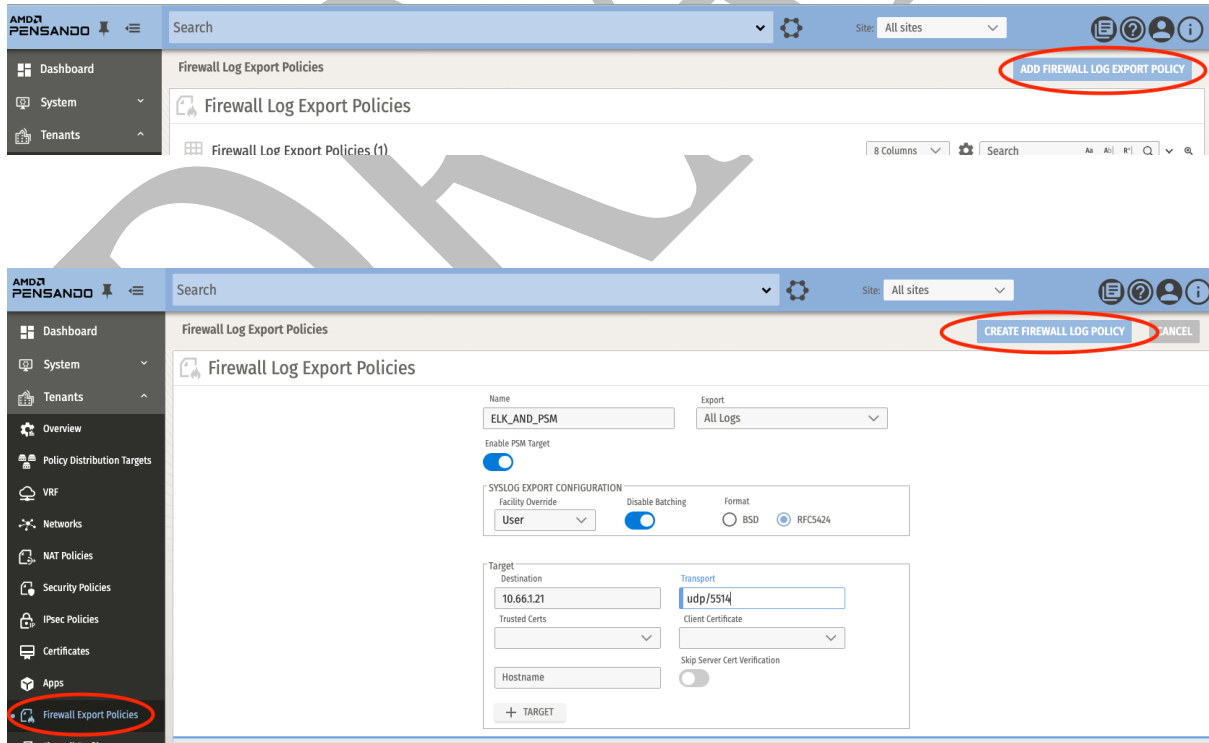 AMD
PENSANDO
Search
Site: All sites
Dashboard
Firewall Log Export Policies
ADD FIREWALL LOG EXPORT POLICY
System
Firewall Log Export Policies
Tenants
Firewall Log Export Policies (1)
8 Columns
Search
Aa Ab|
AMD
PENSANDO
Search
Site: All sites
Dashboard
Firewall Log Export Policies
CREATE FIREWALL LOG POLICY
CANCEL
System
Firewall Log Export Policies
Tenants
Name
Export
ELK_AND_PSM
All Logs
Overview
Enable PSM Target
Policy Distribution Targets
VRF
SYSLOG EXPORT CONFIGURATION
Facility Override
Disable Batching
Format
User
BSD
RFC5424
Networks
NAT Policies
Target
Destination
Transport
Security Policies
10.66.1.21
udp/5514
IPsec Policies
Trusted Certs
Client Certificate
Certificates
Skip Server Cert Verification
Hostname
Apps
Firewall Export Policies
+ TARGET